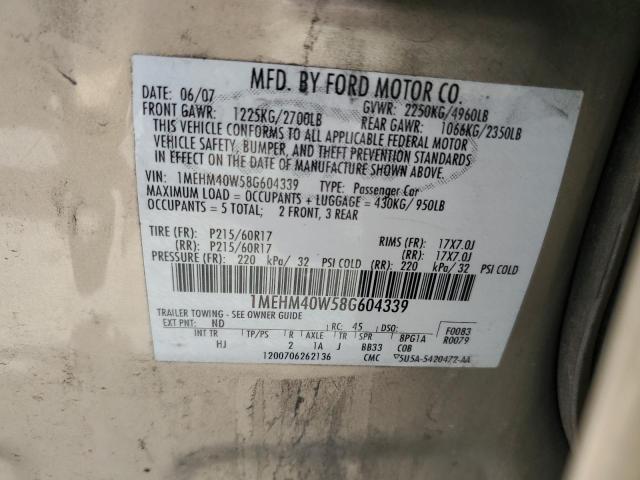 MFD. BY FORD MOTOR CO.
DATE: 06/07 GVWR: 2250KG/4960LB
FRONT GAWR: 1225KG/2700LB REAR GAWR: 1066KG/2350LB
THIS VEHICLE CONFORMS TO ALL APPLICABLE FEDERAL MOTOR
VEHICLE SAFETY, BUMPER, AND THEFT PREVENTION STANDARDS
IN EFFECT ON THE DATE OF MANUFACTURE SHOWN ABOVE.
VIN: 1MEHM40W58G604339 TYPE: Passenger Car
MAXIMUM LOAD = OCCUPANTS + LUGGAGE = 430KG/ 950LB
OCCUPANTS = 5 TOTAL; 2 FRONT, 3 REAR
TIRE (FR): P215/60R17 RIMS (FR): 17X7.0J
(RR): P215/60R17 (RR): 17X7.0J
PRESSURE (FR): 220 kPa/ 32 PSI COLD (RR): 220 kPa/ 32 PSI COLD
1MEHM40W58G604339
TRAILER TOWING - SEE OWNER GUIDE
EXT PNT: ND RC: 45 DSO: F0083
INT TR TP/PS R AXLE TR SPR BPG1A R0079
HJ 2 1A J BB33 COB
1200706262136 CMC 5U5A-5420472-AA